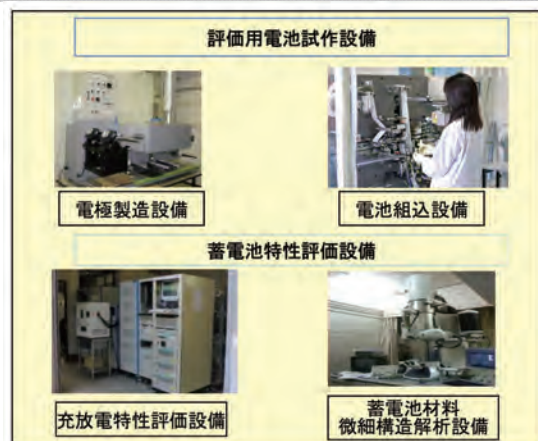 評価用電池試作設備
電極製造設備
電池組込設備
蓄電池特性評価設備
充放電特性評価設備
蓄電池材料
微細構造解析設備